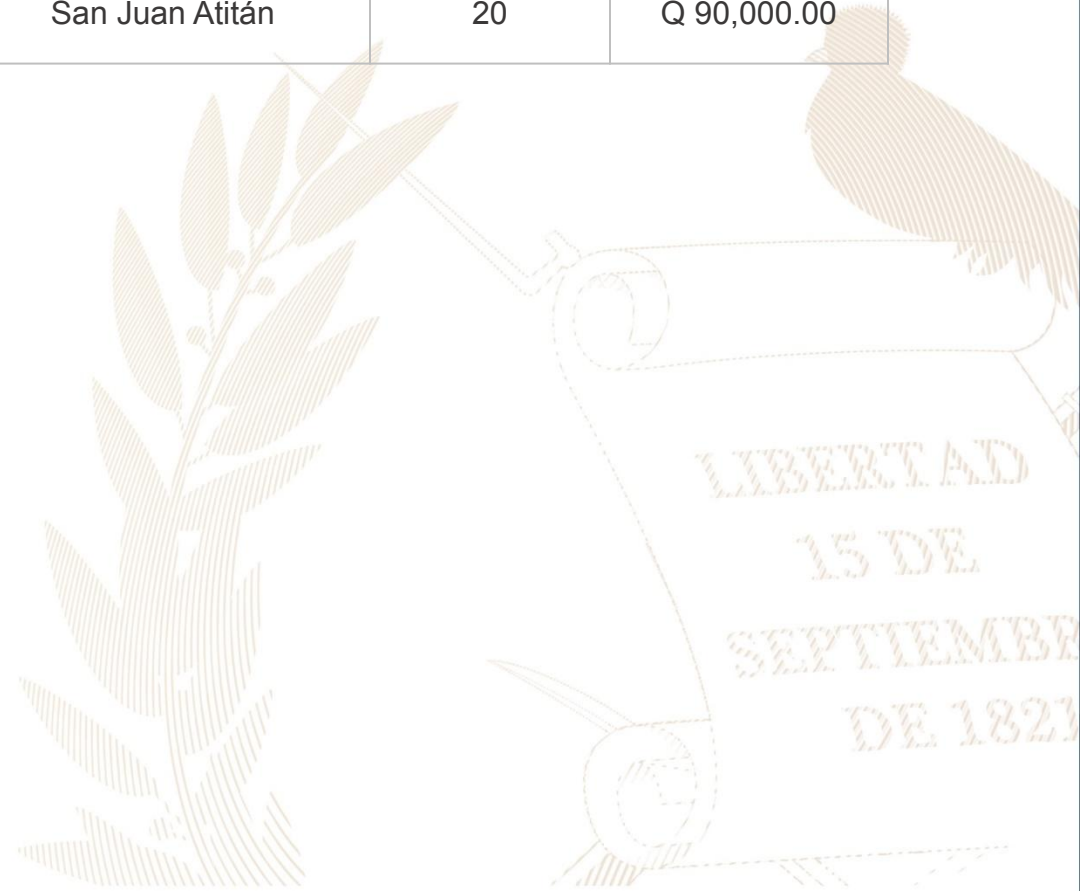 San Juan Atitán 20 Q 90,000.00
LIBERTAD
15 DE
SEPTIEMBRE
DE 1821